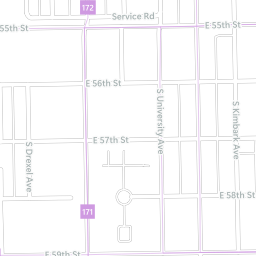 172
Service Rd
55th St
E 55th St
E 56th St
S University Ave
S Kimbark Ave
E 57th St
S Drexel Ave
E 58th St
171
E 59th St